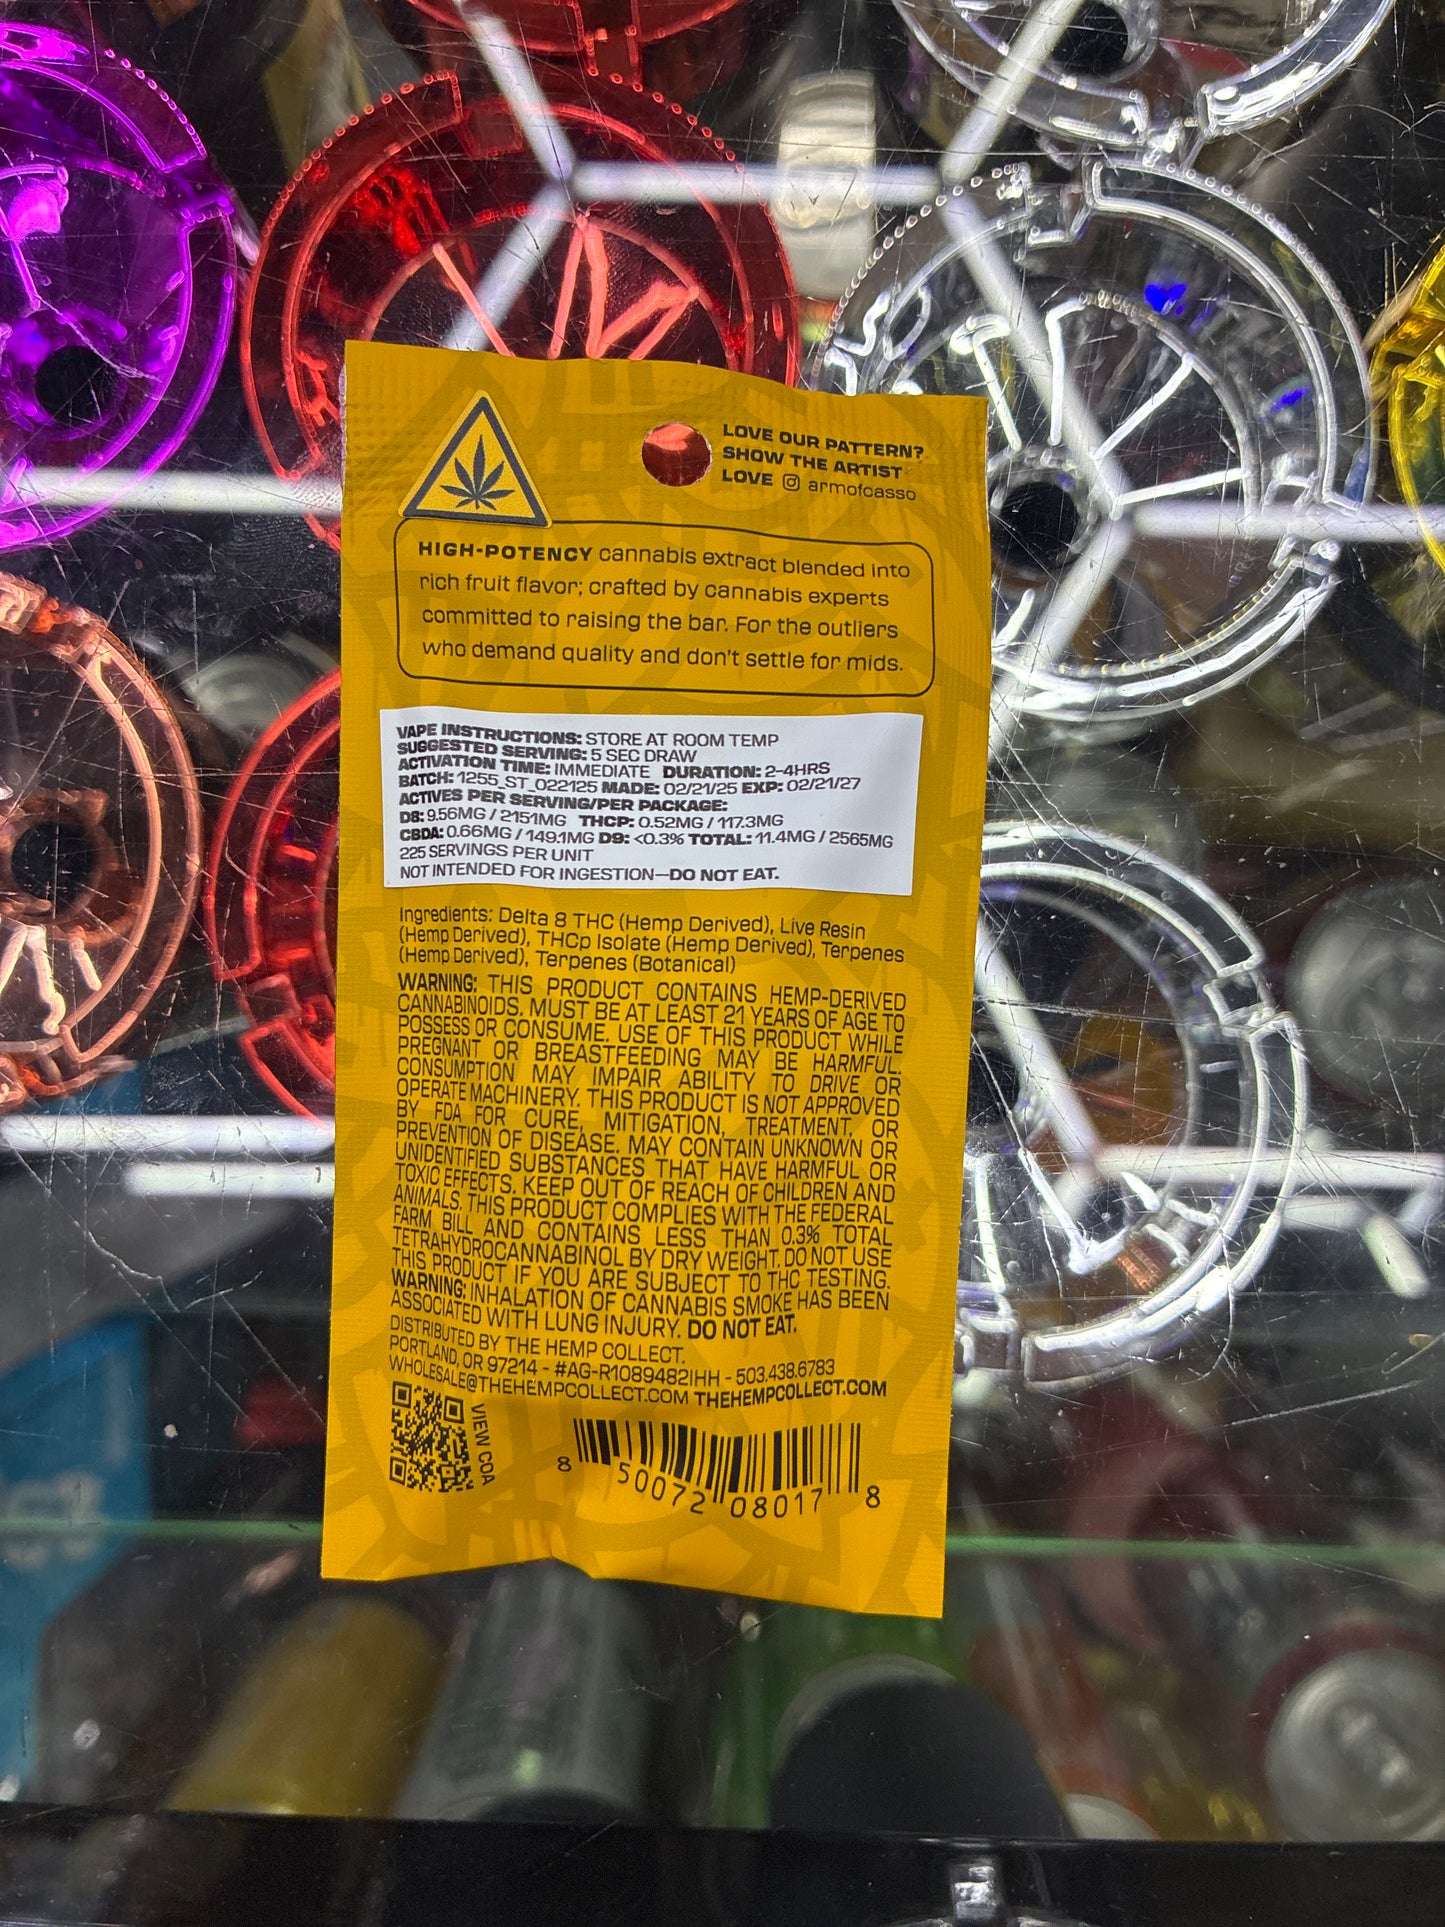 LOVE OUR PATTERN?
SHOW THE ARTIST
LOVE armofcasso
HIGH-POTENCY cannabis extract blended into
rich fruit flavor; crafted by cannabis experts
committed to raising the bar. For the outliers
who demand quality and don't settle for mids.
VAPE INSTRUCTIONS: STORE AT ROOM TEMP
SUGGESTED SERVING: 5 SEC DRAW
ACTIVATION TIME: IMMEDIATE DURATION: 2-4HRS
BATCH: 1255_ST_022125 MADE: 02/21/25 EXP: 02/21/27
ACTIVES PER SERVING/PER PACKAGE:
D8: 9.56MG / 2151MG THCP: 0.52MG / 117.3MG
CBDA: 0.66MG / 149.1MG D9: <0.3% TOTAL: 11.4MG / 2565MG
225 SERVINGS PER UNIT
NOT INTENDED FOR INGESTION—DO NOT EAT.
Ingredients: Delta 8 THC (Hemp Derived), Live Resin
(Hemp Derived), THCp Isolate (Hemp Derived), Terpenes
(Hemp Derived), Terpenes (Botanical)
WARNING: THIS PRODUCT CONTAINS HEMP-DERIVED
CANNABINOIDS. MUST BE AT LEAST 21 YEARS OF AGE TO
POSSESS OR CONSUME. USE OF THIS PRODUCT WHILE
PREGNANT OR BREASTFEEDING MAY BE HARMFUL.
CONSUMPTION MAY IMPAIR ABILITY TO DRIVE OR
OPERATE MACHINERY. THIS PRODUCT IS NOT APPROVED
BY FDA FOR CURE, MITIGATION, TREATMENT, OR
PREVENTION OF DISEASE. MAY CONTAIN UNKNOWN OR
UNIDENTIFIED SUBSTANCES THAT HAVE HARMFUL OR
TOXIC EFFECTS. KEEP OUT OF REACH OF CHILDREN AND
ANIMALS. THIS PRODUCT COMPLIES WITH THE FEDERAL
FARM BILL AND CONTAINS LESS THAN 0.3% TOTAL
TETRAHYDROCANNABINOL BY DRY WEIGHT. DO NOT USE
THIS PRODUCT IF YOU ARE SUBJECT TO THC TESTING.
WARNING: INHALATION OF CANNABIS SMOKE HAS BEEN
ASSOCIATED WITH LUNG INJURY. DO NOT EAT.
DISTRIBUTED BY THE HEMP COLLECT.
PORTLAND, OR 97214 - #AG-R1089482IHH - 503.438.6783
WHOLESALE@THEHEMPCOLLECT.COM THEHEMPCOLLECT.COM
VIEW COA
8 50072 08017 8